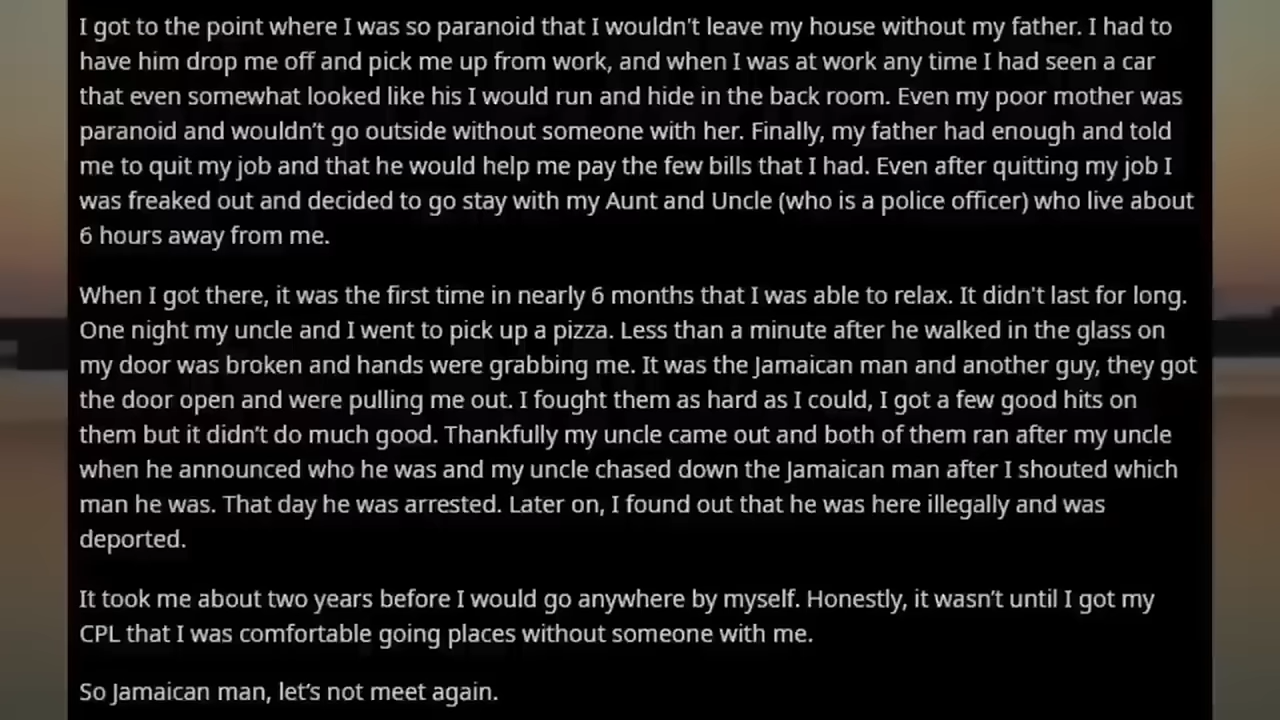 I got to the point where I was so paranoid that I wouldn't leave my house without my father. I had to
have him drop me off and pick me up from work, and when I was at work any time I had seen a car
that even somewhat looked like his I would run and hide in the back room. Even my poor mother was
paranoid and wouldn’t go outside without someone with her. Finally, my father had enough and told
me to quit my job and that he would help me pay the few bills that I had. Even after quitting my job I
was freaked out and decided to go stay with my Aunt and Uncle (who is a police officer) who live about
6 hours away from me.
When I got there, it was the first time in nearly 6 months that I was able to relax. It didn't last for long.
One night my uncle and I went to pick up a pizza. Less than a minute after he walked in the glass on
my door was broken and hands were grabbing me. It was the Jamaican man and another guy, they got
the door open and were pulling me out. I fought them as hard as I could, I got a few good hits on
them but it didn’t do much good. Thankfully my uncle came out and both of them ran after my uncle
when he announced who he was and my uncle chased down the Jamaican man after I shouted which
man he was. That day he was arrested. Later on, I found out that he was here illegally and was
deported.
It took me about two years before I would go anywhere by myself. Honestly, it wasn’t until I got my
CPL that I was comfortable going places without someone with me.
So Jamaican man, let’s not meet again.